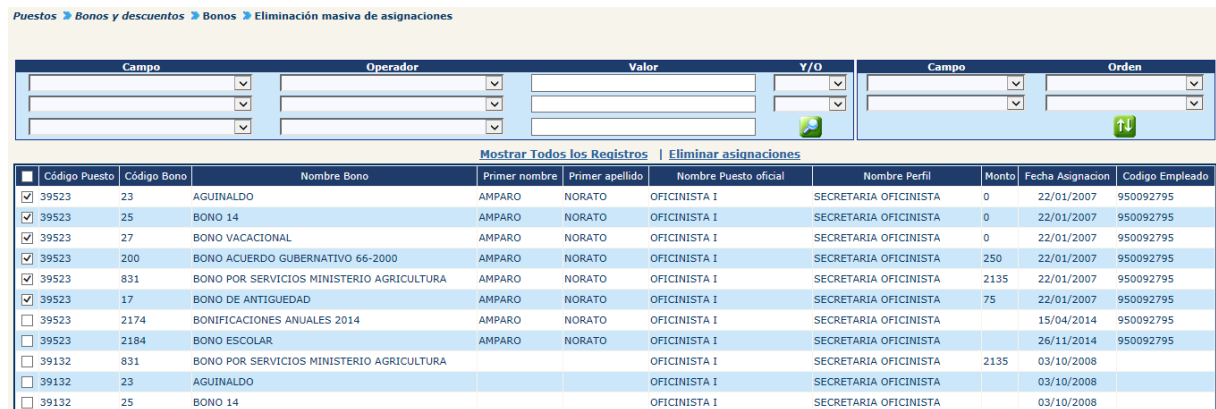 Puestos Bonos y descuentos Bonos Eliminación masiva de asignaciones
Campo Operador Valor Y/O Campo Orden
Mostrar Todos los Registros | Eliminar asignaciones
Código Puesto Código Bono Nombre Bono Primer nombre Primer apellido Nombre Puesto oficial Nombre Perfil Monto Fecha Asignacion Codigo Empleado
39523 23 AGUINALDO AMPARO NORATO OFICINISTA I SECRETARIA OFICINISTA 0 22/01/2007 950092795
39523 25 BONO 14 AMPARO NORATO OFICINISTA I SECRETARIA OFICINISTA 0 22/01/2007 950092795
39523 27 BONO VACACIONAL AMPARO NORATO OFICINISTA I SECRETARIA OFICINISTA 0 22/01/2007 950092795
39523 200 BONO ACUERDO GUBERNATIVO 66-2000 AMPARO NORATO OFICINISTA I SECRETARIA OFICINISTA 250 22/01/2007 950092795
39523 831 BONO POR SERVICIOS MINISTERIO AGRICULTURA AMPARO NORATO OFICINISTA I SECRETARIA OFICINISTA 2135 22/01/2007 950092795
39523 17 BONO DE ANTIGUEDAD AMPARO NORATO OFICINISTA I SECRETARIA OFICINISTA 75 22/01/2007 950092795
39523 2174 BONIFICACIONES ANUALES 2014 AMPARO NORATO OFICINISTA I SECRETARIA OFICINISTA 15/04/2014 950092795
39523 2184 BONO ESCOLAR AMPARO NORATO OFICINISTA I SECRETARIA OFICINISTA 26/11/2014 950092795
39132 831 BONO POR SERVICIOS MINISTERIO AGRICULTURA OFICINISTA I SECRETARIA OFICINISTA 2135 03/10/2008
39132 23 AGUINALDO OFICINISTA I SECRETARIA OFICINISTA 03/10/2008
39132 25 BONO 14 OFICINISTA I SECRETARIA OFICINISTA 03/10/2008